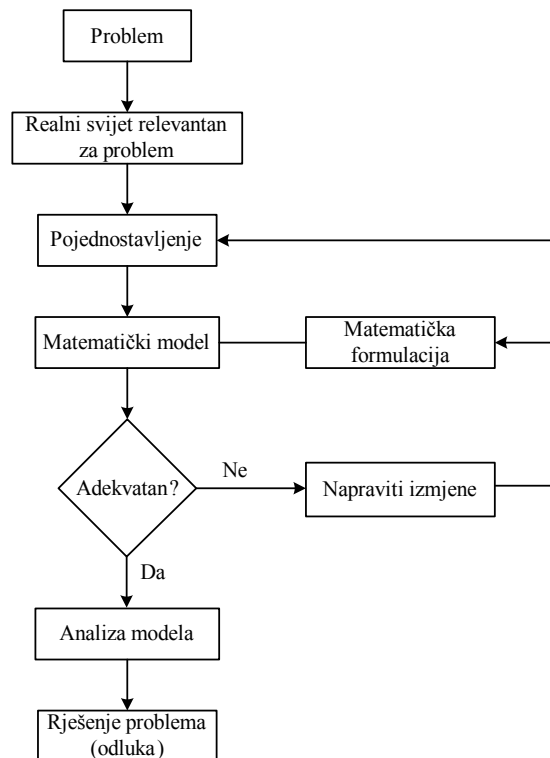 Problem
Realni svijet relevantan
za problem
Pojednostavljenje
Matematički model
Matematička
formulacija
Adekvatan?
Ne
Napraviti izmjene
Da
Analiza modela
Rješenje problema
(odluka)